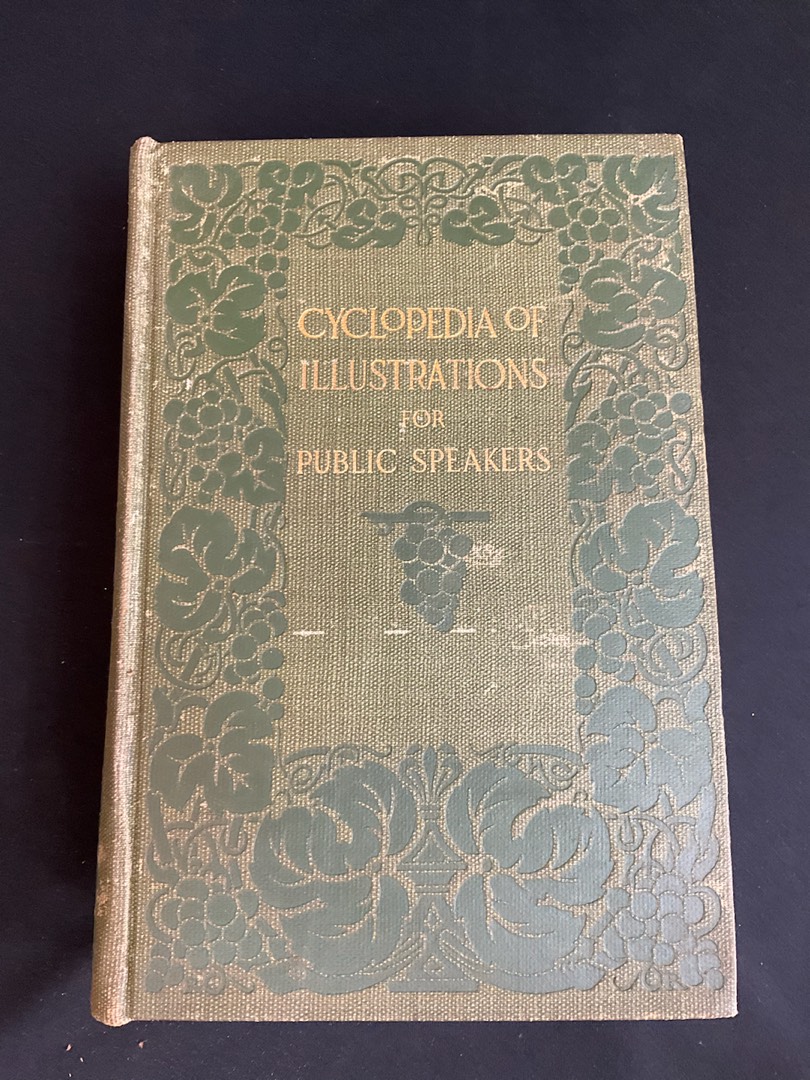 CYCLOPEDIA OF
ILLUSTRATIONS
FOR
PUBLIC SPEAKERS